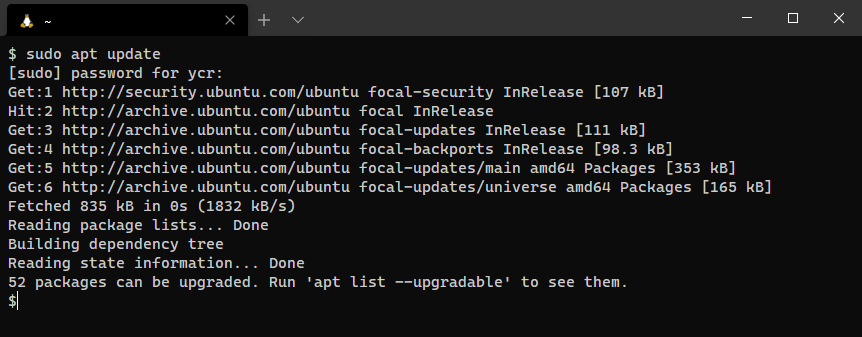 ~
$ sudo apt update
[sudo] password for ycr:
Get:1 http://security.ubuntu.com/ubuntu focal-security InRelease [107 kB]
Hit:2 http://archive.ubuntu.com/ubuntu focal InRelease
Get:3 http://archive.ubuntu.com/ubuntu focal-updates InRelease [111 kB]
Get:4 http://archive.ubuntu.com/ubuntu focal-backports InRelease [98.3 kB]
Get:5 http://archive.ubuntu.com/ubuntu focal-updates/main amd64 Packages [353 kB]
Get:6 http://archive.ubuntu.com/ubuntu focal-updates/universe amd64 Packages [165 kB]
Fetched 835 kB in 0s (1832 kB/s)
Reading package lists... Done
Building dependency tree
Reading state information... Done
52 packages can be upgraded. Run 'apt list --upgradable' to see them.
$